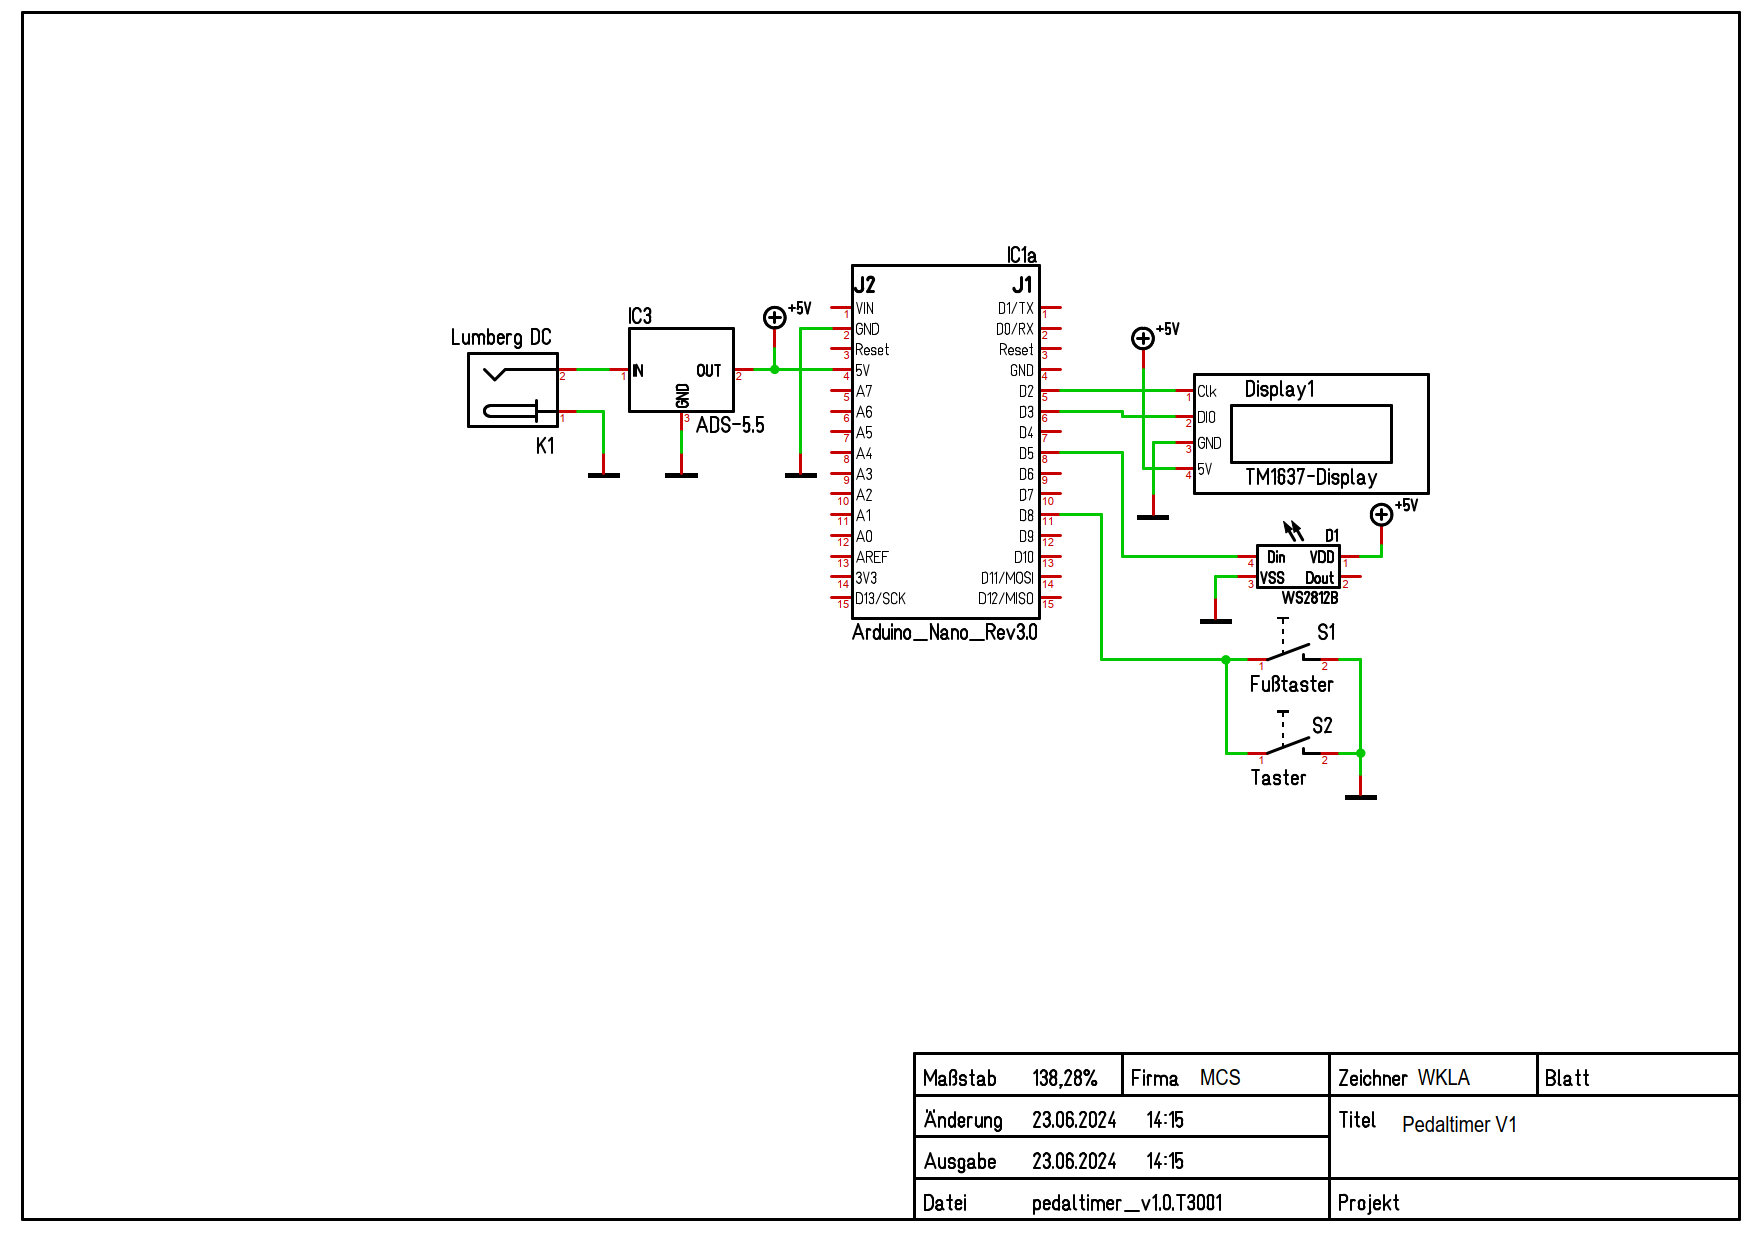 Lumberg DC
2
1
K1
IC3
IN
OUT
GND
1
2
3
ADS-5.5
+5V
IC1a
J2
J1
VIN
GND
Reset
5V
A7
A6
A5
A4
A3
A2
A1
A0
AREF
3V3
D13/SCK
1
2
3
4
5
6
7
8
9
10
11
12
13
14
15
D1/TX
D0/RX
Reset
GND
D2
D3
D4
D5
D6
D7
D8
D9
D10
D11/MOSI
D12/MISO
1
2
3
4
5
6
7
8
9
10
11
12
13
14
15
Arduino_Nano_Rev3.0
+5V
Clk
DIO
GND
5V
1
2
3
4
Display1
TM1637-Display
+5V
D1
Din
VDD
VSS
Dout
4
1
3
2
WS2812B
S1
1
2
Fußtaster
S2
1
2
Taster
Maßstab 138,28% Firma MCS Zeichner WKLA Blatt
Änderung 23.06.2024 14:15 Titel Pedaltimer V1
Ausgabe 23.06.2024 14:15
Datei pedaltimer_v1.0.T3001 Projekt